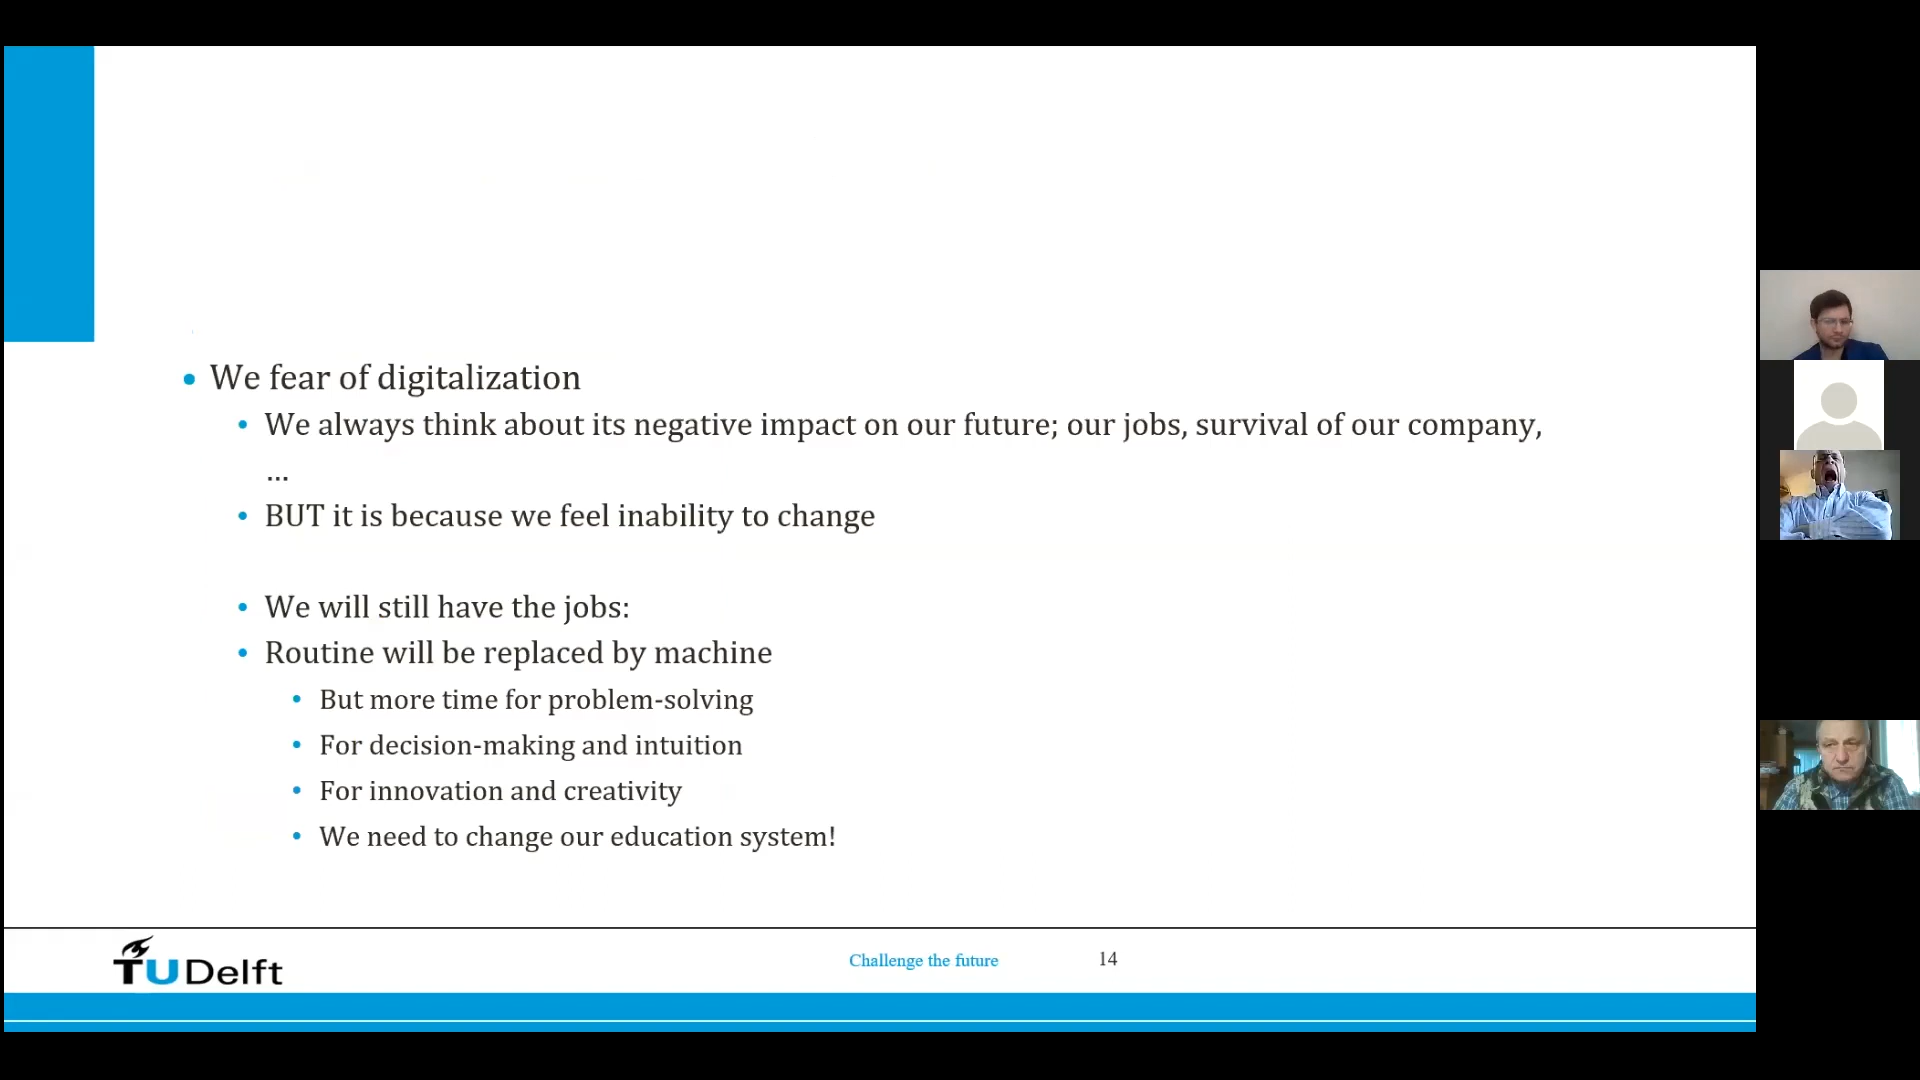 We fear of digitalization
We always think about its negative impact on our future; our jobs, survival of our company,
...
BUT it is because we feel inability to change
We will still have the jobs:
Routine will be replaced by machine
But more time for problem-solving
For decision-making and intuition
For innovation and creativity
We need to change our education system!
TU Delft
Challenge the future
14